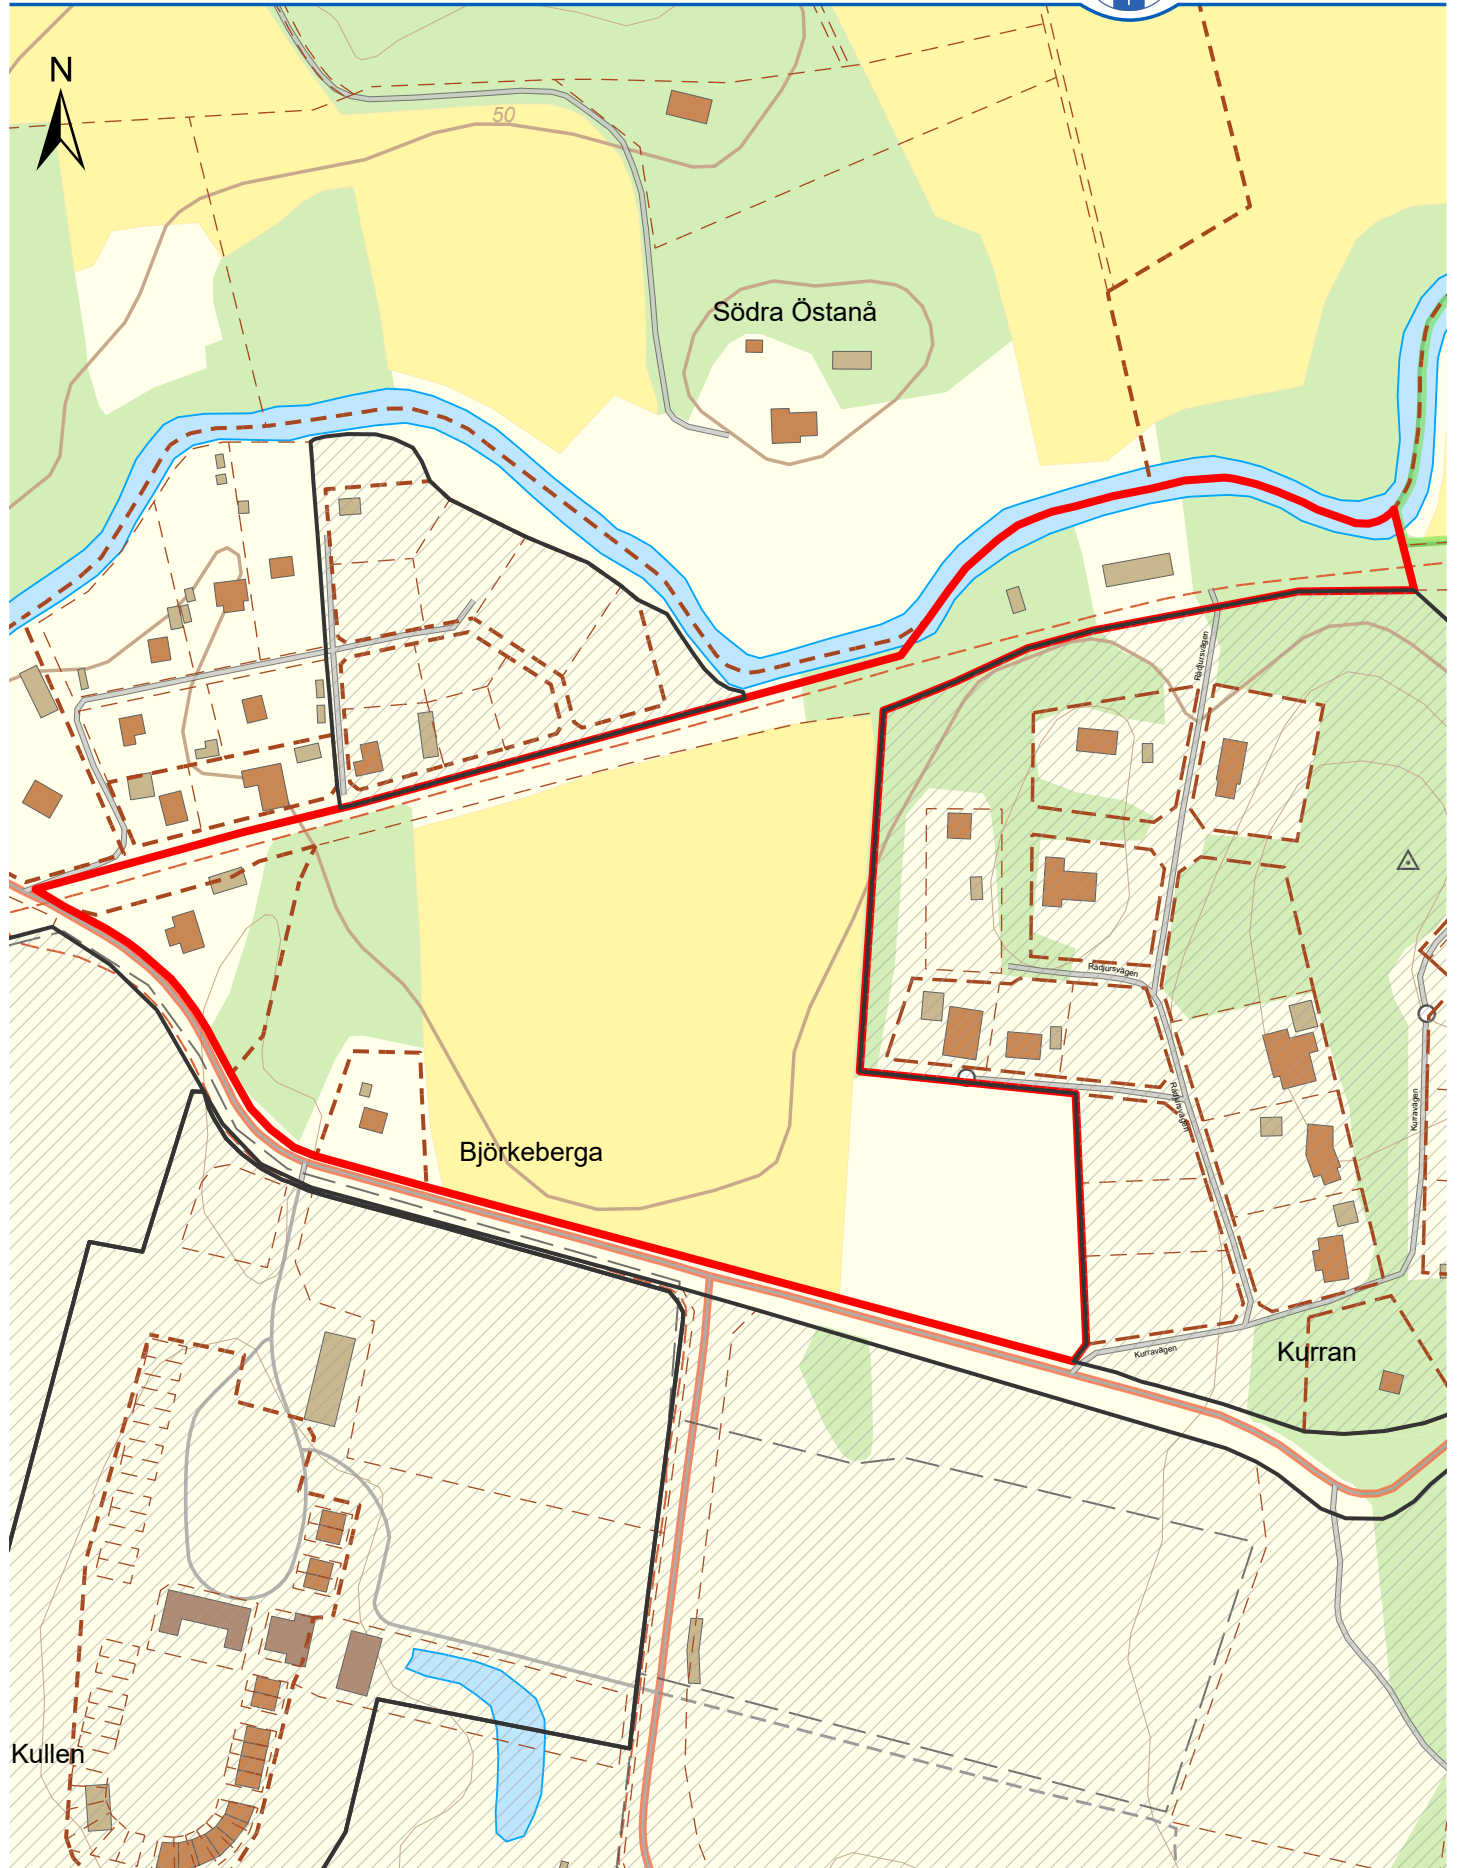 N
50
Södra Östanå
Rådjursvägen
Rådjursvägen
Rådjursvägen
Kurravägen
Björkeberga
Kurravägen
Kurran
Kullen